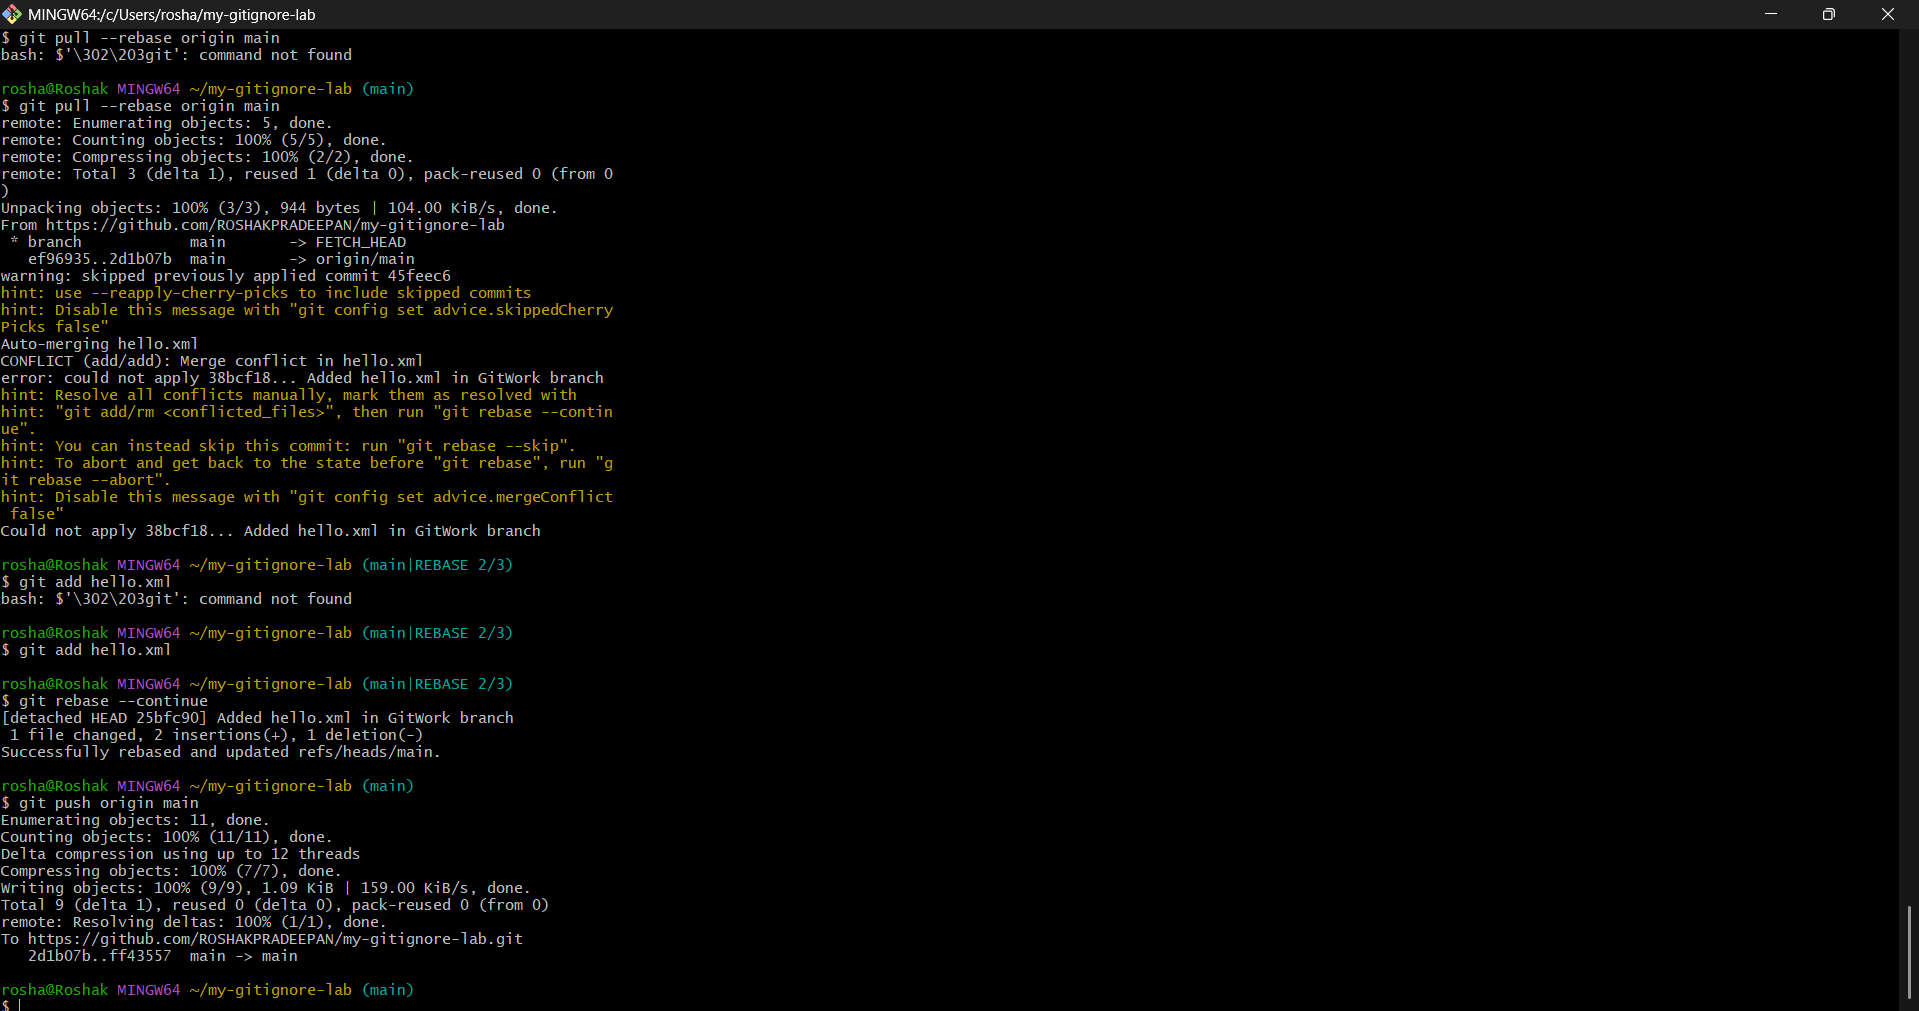 MINGW64:/c/Users/rosha/my-gitignore-lab
$ git pull --rebase origin main
bash: $'\302\203git': command not found
rosha@Roshak MINGW64 ~/my-gitignore-lab (main)
$ git pull --rebase origin main
remote: Enumerating objects: 5, done.
remote: Counting objects: 100% (5/5), done.
remote: Compressing objects: 100% (2/2), done.
remote: Total 3 (delta 1), reused 1 (delta 0), pack-reused 0 (from 0
)
Unpacking objects: 100% (3/3), 944 bytes | 104.00 KiB/s, done.
From https://github.com/ROSHAKPRADEEPAN/my-gitignore-lab
 * branch            main       -> FETCH_HEAD
   ef96935..2d1b07b  main       -> origin/main
warning: skipped previously applied commit 45feec6
hint: use --reapply-cherry-picks to include skipped commits
hint: Disable this message with "git config set advice.skippedCherry
Picks false"
Auto-merging hello.xml
CONFLICT (add/add): Merge conflict in hello.xml
error: could not apply 38bcf18... Added hello.xml in GitWork branch
hint: Resolve all conflicts manually, mark them as resolved with
hint: "git add/rm <conflicted_files>", then run "git rebase --contin
ue".
hint: You can instead skip this commit: run "git rebase --skip".
hint: To abort and get back to the state before "git rebase", run "g
it rebase --abort".
hint: Disable this message with "git config set advice.mergeConflict
 false"
Could not apply 38bcf18... Added hello.xml in GitWork branch
rosha@Roshak MINGW64 ~/my-gitignore-lab (main|REBASE 2/3)
$ git add hello.xml
bash: $'\302\203git': command not found
rosha@Roshak MINGW64 ~/my-gitignore-lab (main|REBASE 2/3)
$ git add hello.xml
rosha@Roshak MINGW64 ~/my-gitignore-lab (main|REBASE 2/3)
$ git rebase --continue
[detached HEAD 25bfc90] Added hello.xml in GitWork branch
 1 file changed, 2 insertions(+), 1 deletion(-)
Successfully rebased and updated refs/heads/main.
rosha@Roshak MINGW64 ~/my-gitignore-lab (main)
$ git push origin main
Enumerating objects: 11, done.
Counting objects: 100% (11/11), done.
Delta compression using up to 12 threads
Compressing objects: 100% (7/7), done.
Writing objects: 100% (9/9), 1.09 KiB | 159.00 KiB/s, done.
Total 9 (delta 1), reused 0 (delta 0), pack-reused 0 (from 0)
remote: Resolving deltas: 100% (1/1), done.
To https://github.com/ROSHAKPRADEEPAN/my-gitignore-lab.git
   2d1b07b..ff43557  main -> main
rosha@Roshak MINGW64 ~/my-gitignore-lab (main)
$